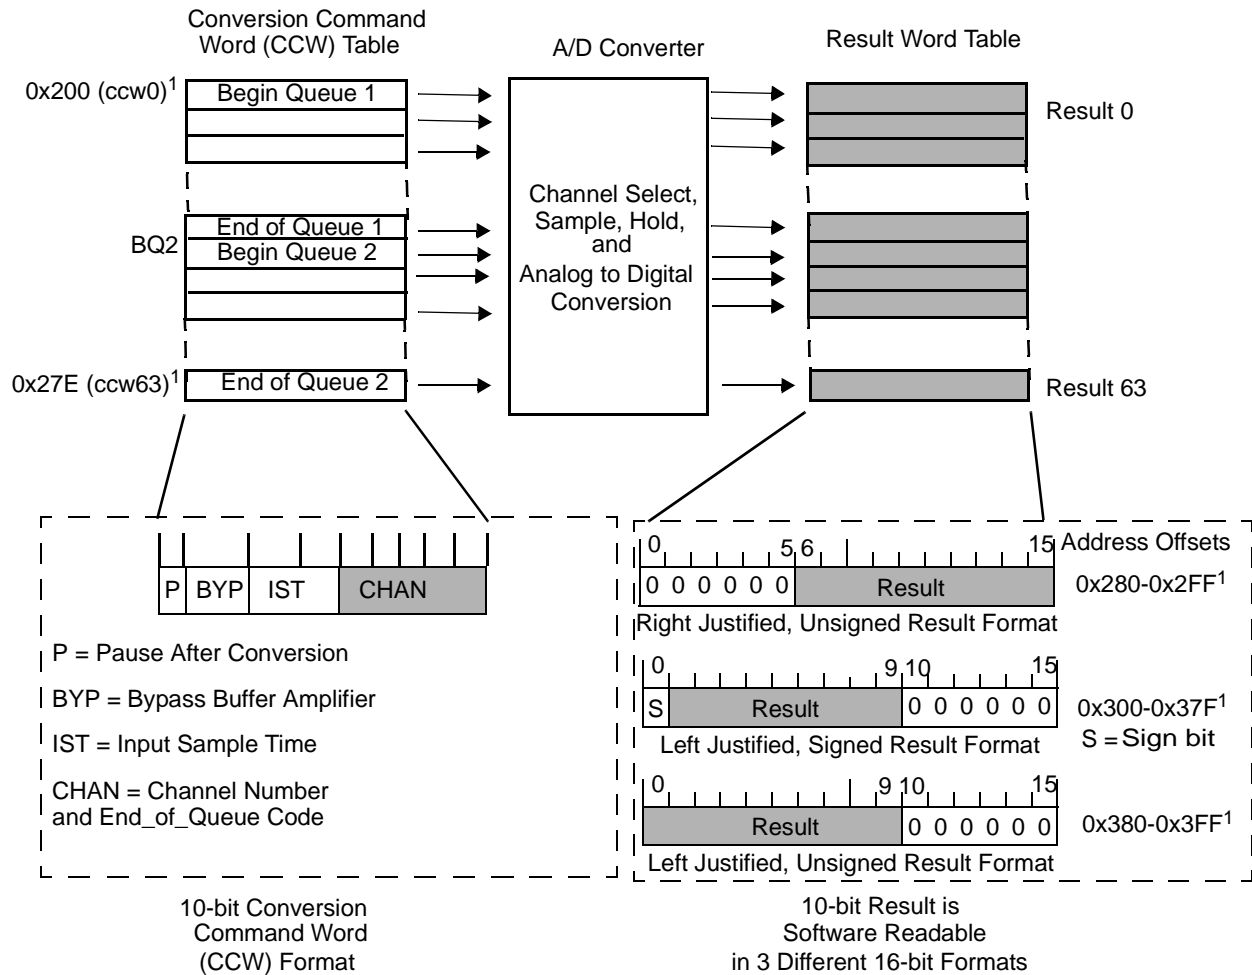 Conversion Command
Word (CCW) Table
A/D Converter
Result Word Table
0x200 (ccw0)1
Begin Queue 1
Result 0
Channel Select,
Sample, Hold,
and
Analog to Digital
Conversion
End of Queue 1
BQ2
Begin Queue 2
0x27E (ccw63)1
End of Queue 2
Result 63
P BYP IST CHAN
P = Pause After Conversion
BYP = Bypass Buffer Amplifier
IST = Input Sample Time
CHAN = Channel Number
and End_of_Queue Code
10-bit Conversion
Command Word
(CCW) Format
0 5 6 15 Address Offsets
0 0 0 0 0 0 Result 0x280-0x2FF1
Right Justified, Unsigned Result Format
0 9 10 15
S Result 0 0 0 0 0 0 0x300-0x37F1
Left Justified, Signed Result Format S = Sign bit
0 9 10 15
Result 0 0 0 0 0 0 0x380-0x3FF1
Left Justified, Unsigned Result Format
10-bit Result is
Software Readable
in 3 Different 16-bit Formats